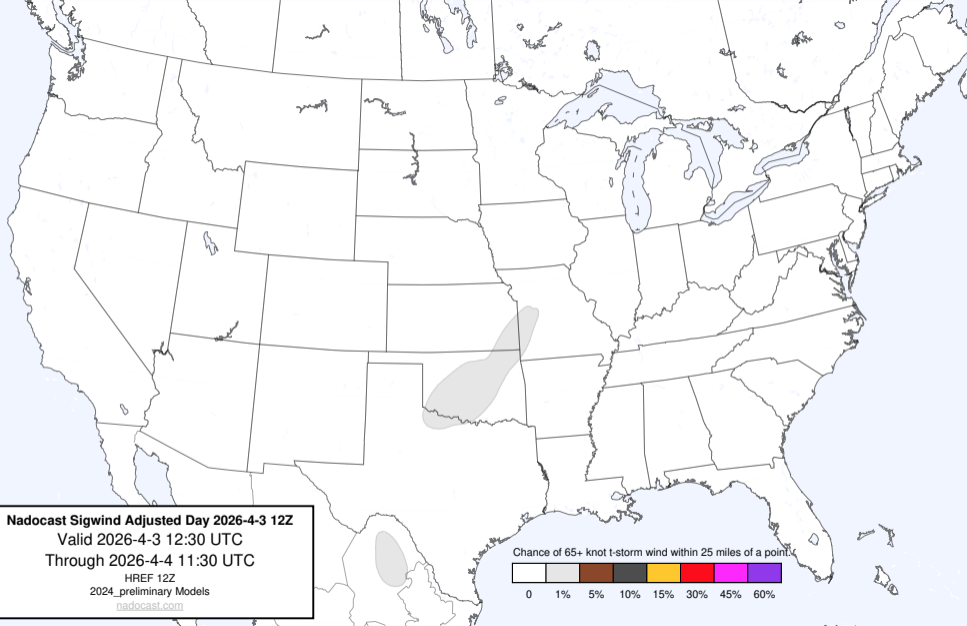 Nadocast Sigwind Adjusted Day 2026-4-3 12Z
Valid 2026-4-3 12:30 UTC
Through 2026-4-4 11:30 UTC
HREF 12Z
2024_preliminary Models
nadocast.com
Chance of 65+ knot t-storm wind within 25 miles of a point.
0 1% 5% 10% 15% 30% 45% 60%